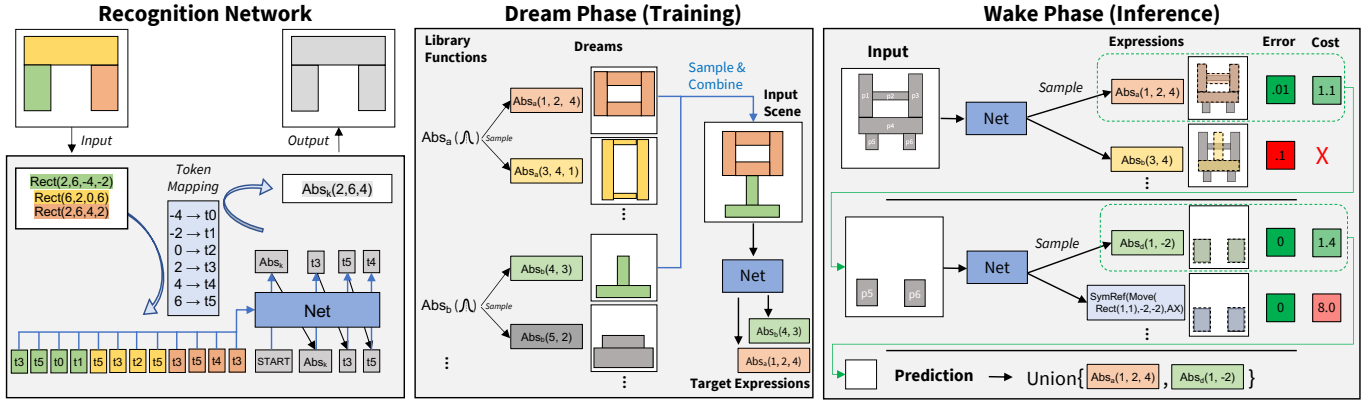 Recognition Network
Input
Output
Rect(2,6,-4,-2)
Rect(6,2,0,6)
Rect(2,6,4,2)
Token
Mapping
-4 → t0
-2 → t1
0 → t2
2 → t3
4 → t4
6 → t5
Absₖ(2,6,4)
Absₖ t3 t5 t4
Net
t3 t5 t0 t1 t5 t3 t2 t5 t3 t5 t4 t3 START Absₖ t3 t5
Dream Phase (Training)
Library
Functions
Dreams
Absₐ( )
Sample
Absₐ(1, 2, 4)
Absₐ(3, 4, 1)
⋮
Abs_b( )
Sample
Abs_b(4, 3)
Abs_b(5, 2)
⋮
⋮
Sample &
Combine
Input
Scene
Net
Abs_b(4, 3)
Absₐ(1, 2, 4)
Target Expressions
Wake Phase (Inference)
Input
Expressions
Error
Cost
p1 p2 p3
p4
p5 p6
Net
Sample
Absₐ(1, 2, 4)
.01
1.1
Abs_b(3, 4)
.1
X
⋮
p5 p6
Net
Sample
Abs_d(1, -2)
0
1.4
SymRef(Move(
Rect(1,1),-2,-2),AX)
0
8.0
⋮
Prediction → Union{ Absₐ(1, 2, 4) , Abs_d(1, -2) }